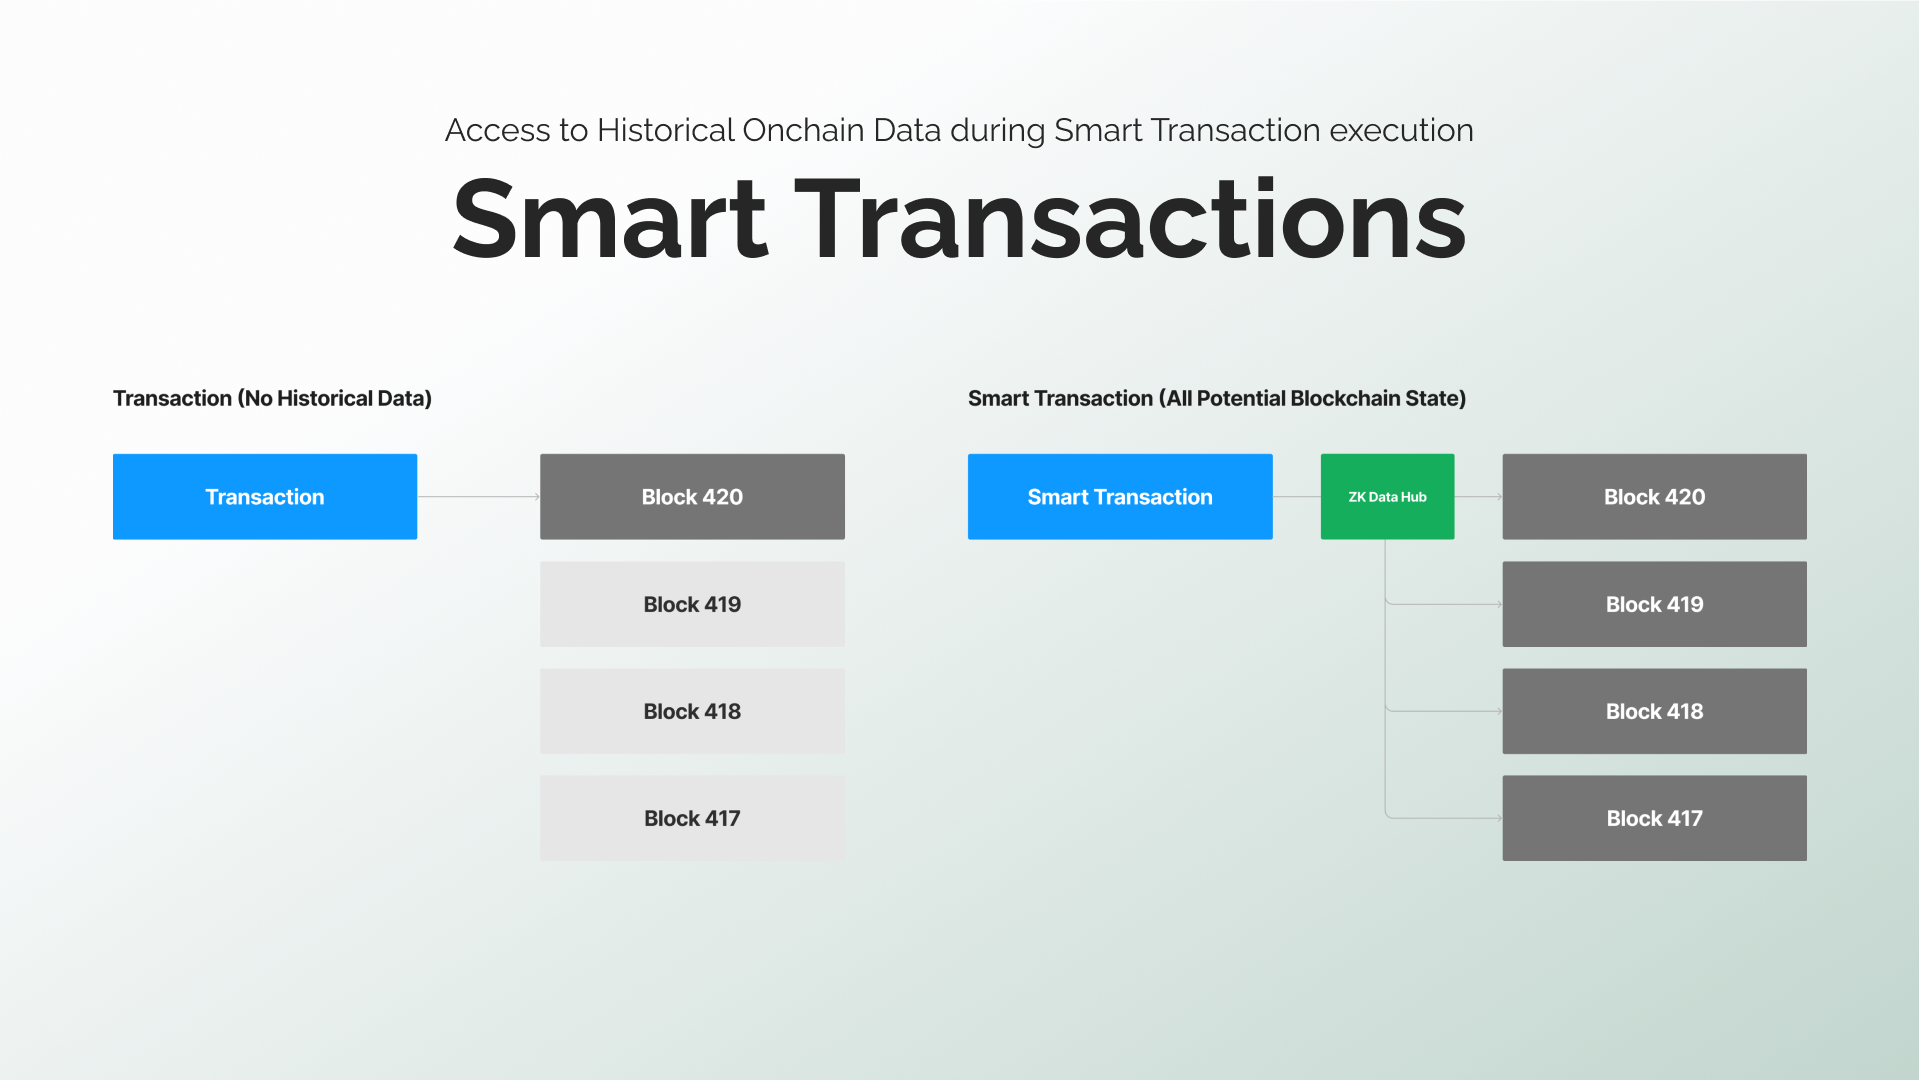 Access to Historical Onchain Data during Smart Transaction execution
Smart Transactions
Transaction (No Historical Data)
Transaction
Block 420
Block 419
Block 418
Block 417
Smart Transaction (All Potential Blockchain State)
Smart Transaction
ZK Data Hub
Block 420
Block 419
Block 418
Block 417